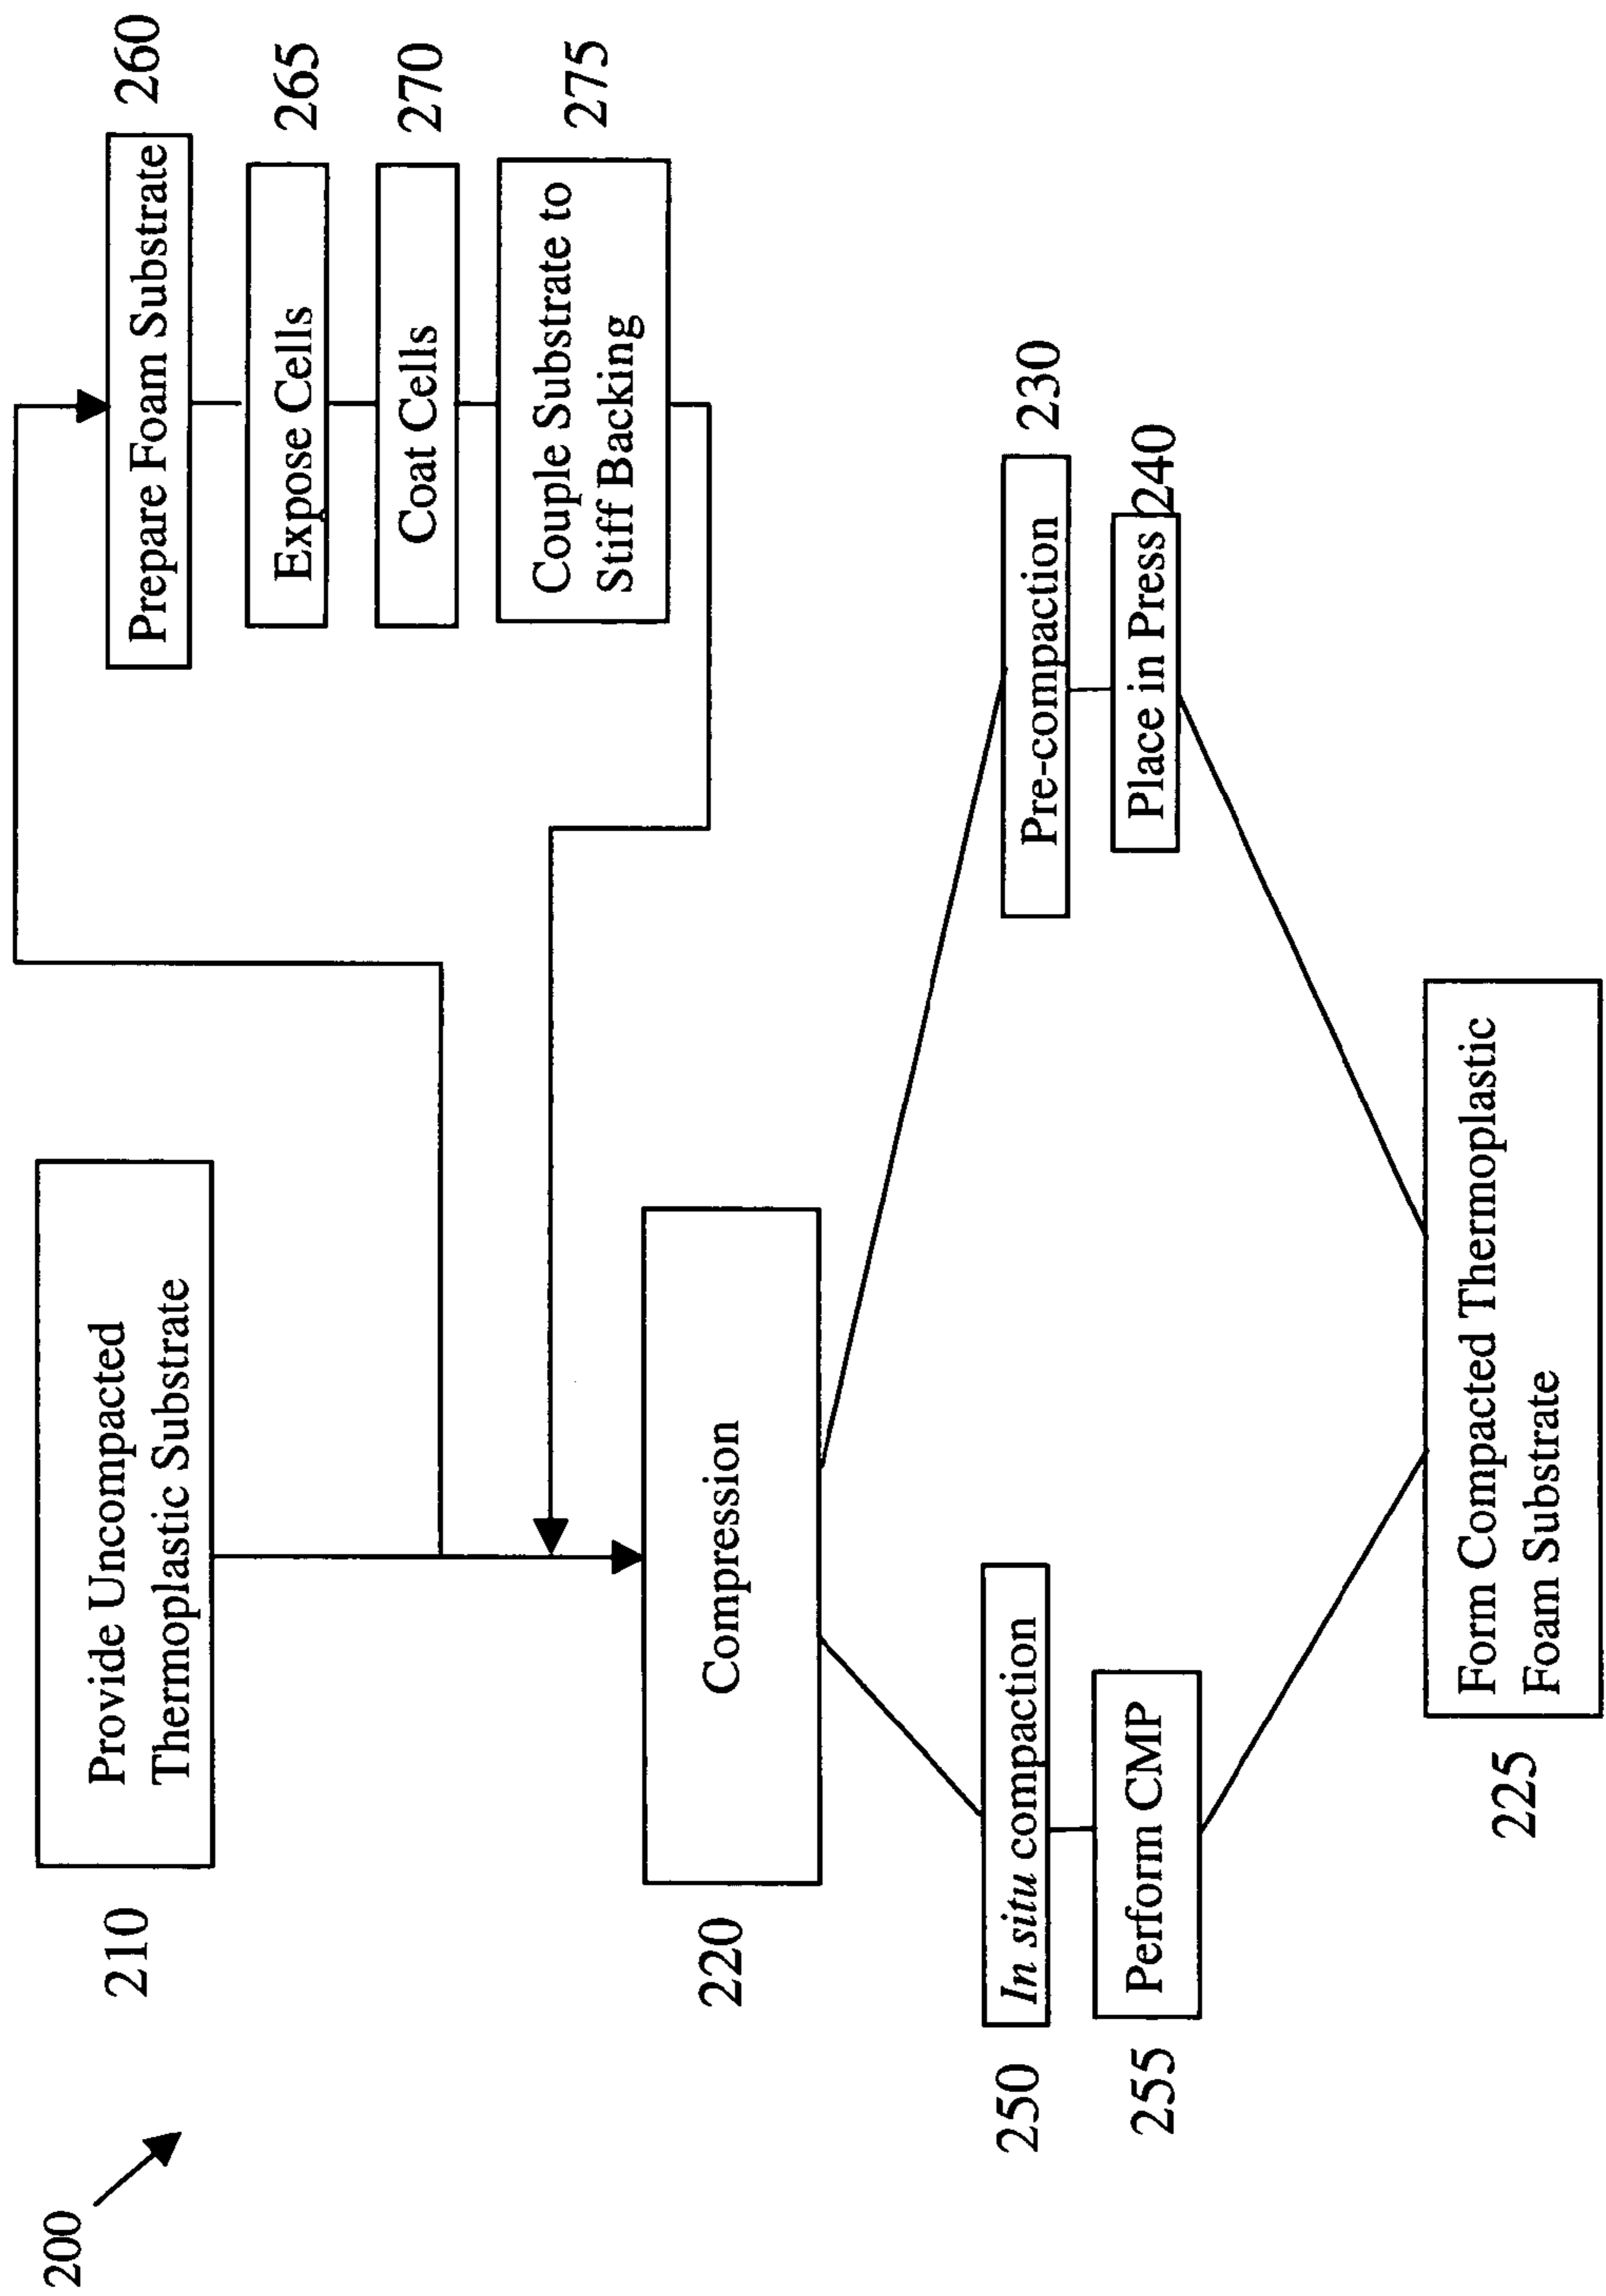 200
210
Provide Uncompacted
Thermoplastic Substrate
Prepare Foam Substrate
260
Expose Cells
265
Coat Cells
270
Couple Substrate to
Stiff Backing
275
220
Compression
250
In situ compaction
Pre-compaction
230
255
Perform CMP
Place in Press
240
225
Form Compacted Thermoplastic
Foam Substrate